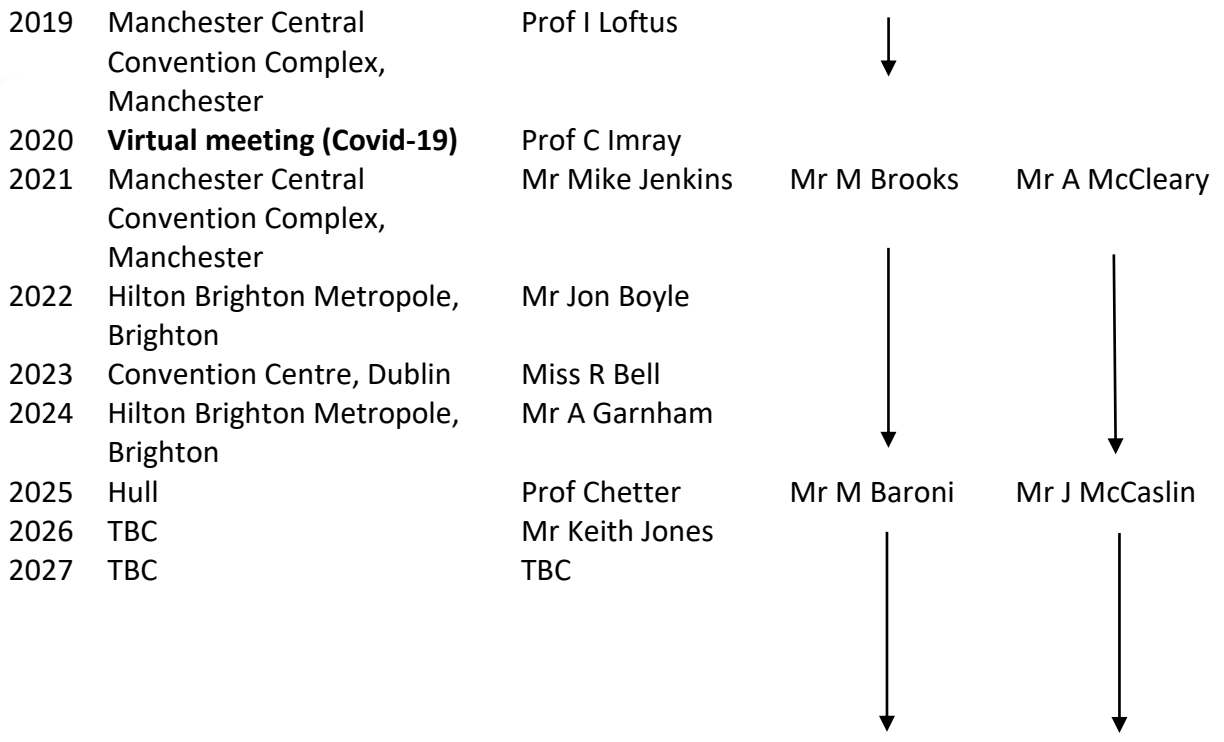 2019 Manchester Central Prof I Loftus
Convention Complex,
Manchester
2020 Virtual meeting (Covid-19) Prof C Imray
2021 Manchester Central Mr Mike Jenkins Mr M Brooks Mr A McCleary
Convention Complex,
Manchester
2022 Hilton Brighton Metropole, Mr Jon Boyle
Brighton
2023 Convention Centre, Dublin Miss R Bell
2024 Hilton Brighton Metropole, Mr A Garnham
Brighton
2025 Hull Prof Chetter Mr M Baroni Mr J McCaslin
2026 TBC Mr Keith Jones
2027 TBC TBC